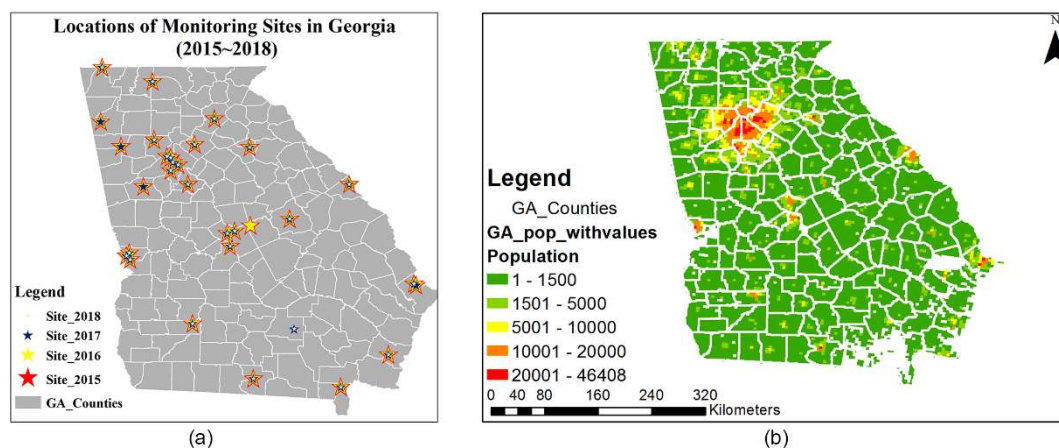 Locations of Monitoring Sites in Georgia
(2015~2018)
Legend
Site_2018
Site_2017
Site_2016
Site_2015
GA_Counties
(a)
N
Legend
GA_Counties
GA_pop_withvalues
Population
1 - 1500
1501 - 5000
5001 - 10000
10001 - 20000
20001 - 46408
0 40 80 160 240 320
Kilometers
(b)